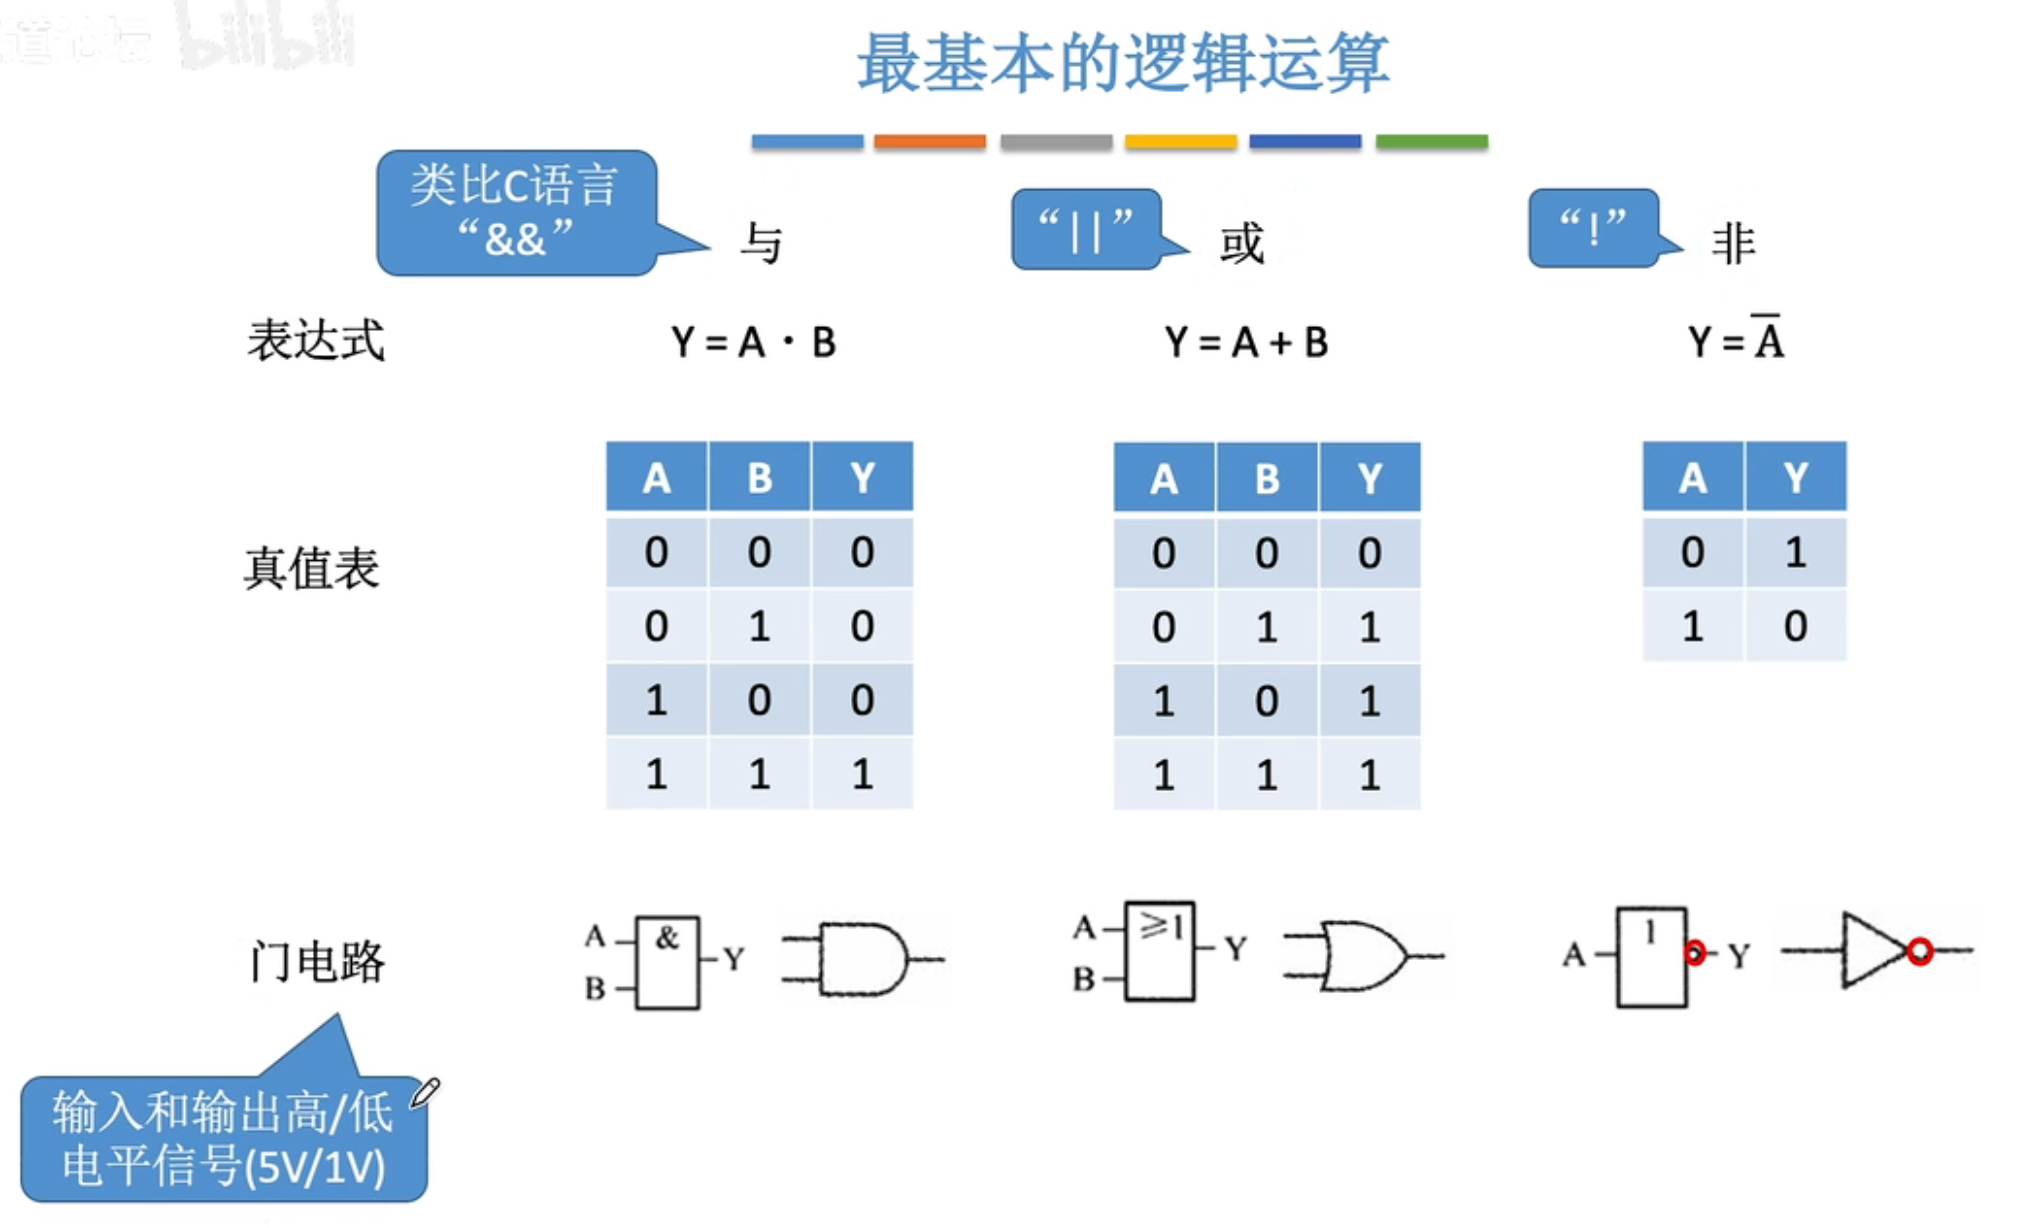 bilibili
最基本的逻辑运算
类比C语言
“&&”
与
“||”
或
“!”
非
表达式
Y = A · B
Y = A + B
Y = A̅
真值表
A B Y
0 0 0
0 1 0
1 0 0
1 1 1
A B Y
0 0 0
0 1 1
1 0 1
1 1 1
A Y
0 1
1 0
门电路
A
B
&
Y
A
B
≥1
Y
A
1
Y
输入和输出高/低
电平信号(5V/1V)